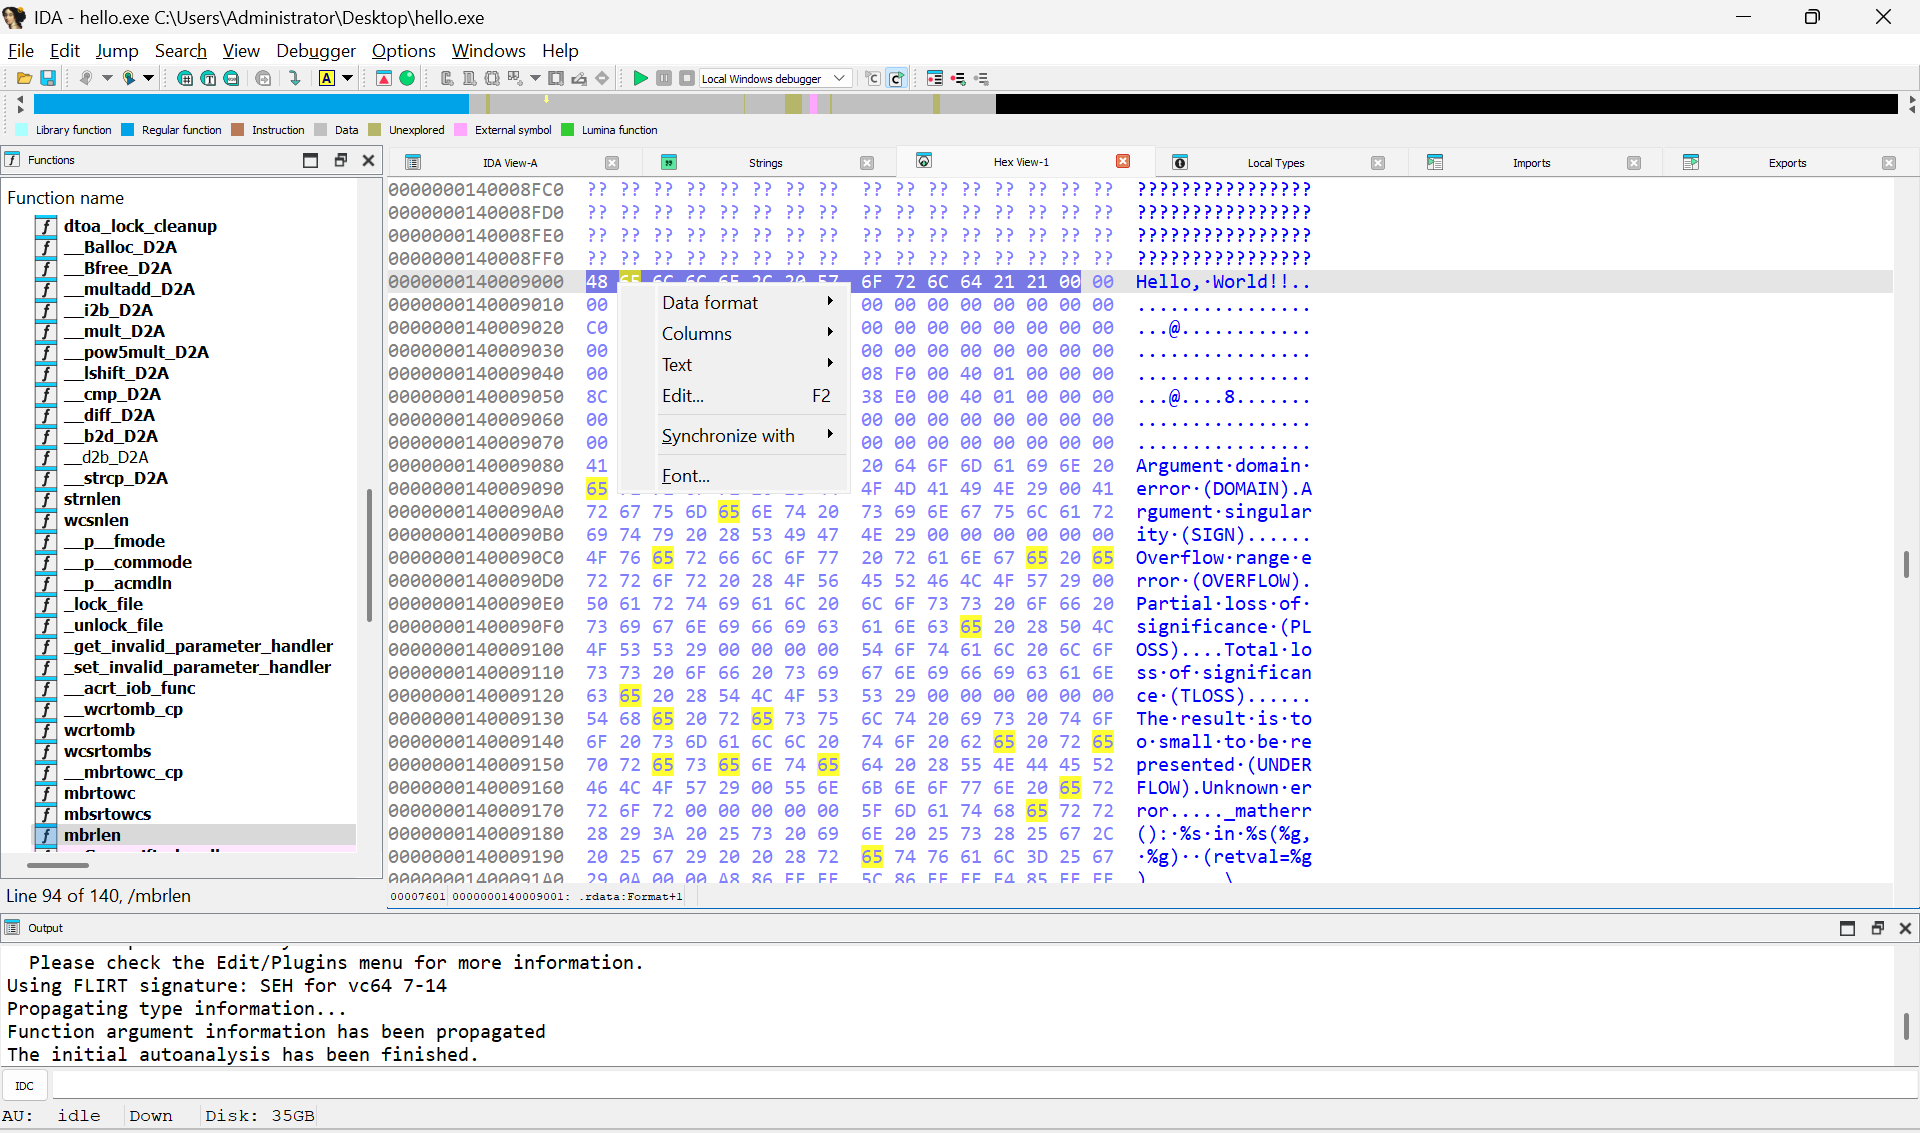 IDA - hello.exe C:\Users\Administrator\Desktop\hello.exe
File Edit Jump Search View Debugger Options Windows Help
Local Windows debugger
Library function Regular function Instruction Data Unexplored External symbol Lumina function
Functions
IDA View-A Strings Hex View-1 Local Types Imports Exports
Function name
dtoa_lock_cleanup
__Balloc_D2A
__Bfree_D2A
__multadd_D2A
__i2b_D2A
__mult_D2A
__pow5mult_D2A
__lshift_D2A
__cmp_D2A
__diff_D2A
__b2d_D2A
__d2b_D2A
__strcp_D2A
strnlen
wcsnlen
__p__fmode
__p__commode
__p__acmdln
_lock_file
_unlock_file
_get_invalid_parameter_handler
_set_invalid_parameter_handler
__acrt_iob_func
__wcrtomb_cp
wcrtomb
wcsrtombs
__mbrtowc_cp
mbrtowc
mbsrtowcs
mbrlen
Line 94 of 140, /mbrlen
0000000140008FC0 ?? ?? ?? ?? ?? ?? ?? ?? ?? ?? ?? ?? ?? ?? ?? ?? ????????????????
0000000140008FD0 ?? ?? ?? ?? ?? ?? ?? ?? ?? ?? ?? ?? ?? ?? ?? ?? ????????????????
0000000140008FE0 ?? ?? ?? ?? ?? ?? ?? ?? ?? ?? ?? ?? ?? ?? ?? ?? ????????????????
0000000140008FF0 ?? ?? ?? ?? ?? ?? ?? ?? ?? ?? ?? ?? ?? ?? ?? ?? ????????????????
0000000140009000 48 65 6C 6C 6F 2C 20 57 6F 72 6C 64 21 21 00 00 Hello,·World!!..
0000000140009010 00 00 00 00 00 00 00 00 00 ................
0000000140009020 C0 00 00 00 00 00 00 00 00 ...@............
0000000140009030 00 00 00 00 00 00 00 00 00 ................
0000000140009040 00 08 F0 00 40 01 00 00 00 ................
0000000140009050 8C 38 E0 00 40 01 00 00 00 ...@....8.......
0000000140009060 00 00 00 00 00 00 00 00 00 ................
0000000140009070 00 00 00 00 00 00 00 00 00 ................
0000000140009080 41 20 64 6F 6D 61 69 6E 20 Argument·domain·
0000000140009090 65 4F 4D 41 49 4E 29 00 41 error·(DOMAIN).A
00000001400090A0 72 67 75 6D 65 6E 74 20 73 69 6E 67 75 6C 61 72 rgument·singular
00000001400090B0 69 74 79 20 28 53 49 47 4E 29 00 00 00 00 00 00 ity·(SIGN)......
00000001400090C0 4F 76 65 72 66 6C 6F 77 20 72 61 6E 67 65 20 65 Overflow·range·e
00000001400090D0 72 72 6F 72 20 28 4F 56 45 52 46 4C 4F 57 29 00 rror·(OVERFLOW).
00000001400090E0 50 61 72 74 69 61 6C 20 6C 6F 73 73 20 6F 66 20 Partial·loss·of·
00000001400090F0 73 69 67 6E 69 66 69 63 61 6E 63 65 20 28 50 4C significance·(PL
0000000140009100 4F 53 53 29 00 00 00 00 54 6F 74 61 6C 20 6C 6F OSS)....Total·lo
0000000140009110 73 73 20 6F 66 20 73 69 67 6E 69 66 69 63 61 6E ss·of·significan
0000000140009120 63 65 20 28 54 4C 4F 53 53 29 00 00 00 00 00 00 ce·(TLOSS)......
0000000140009130 54 68 65 20 72 65 73 75 6C 74 20 69 73 20 74 6F The·result·is·to
0000000140009140 6F 20 73 6D 61 6C 6C 20 74 6F 20 62 65 20 72 65 o·small·to·be·re
0000000140009150 70 72 65 73 65 6E 74 65 64 20 28 55 4E 44 45 52 presented·(UNDER
0000000140009160 46 4C 4F 57 29 00 55 6E 6B 6E 6F 77 6E 20 65 72 FLOW).Unknown·er
0000000140009170 72 6F 72 00 00 00 00 00 5F 6D 61 74 68 65 72 72 ror....._matherr
0000000140009180 28 29 3A 20 25 73 20 69 6E 20 25 73 28 25 67 2C ():·%s·in·%s(%g,
0000000140009190 20 25 67 29 20 20 28 72 65 74 76 61 6C 3D 25 67 ·%g)··(retval=%g
00000001400091A0 29 0A 00 00 A8 86 FF FF 5C 86 FF FF F4 85 FF FF
Data format
Columns
Text
Edit... F2
Synchronize with
Font...
00007601 0000000140009001: .rdata:Format+1
Output
Please check the Edit/Plugins menu for more information.
Using FLIRT signature: SEH for vc64 7-14
Propagating type information...
Function argument information has been propagated
The initial autoanalysis has been finished.
IDC
AU: idle Down Disk: 35GB